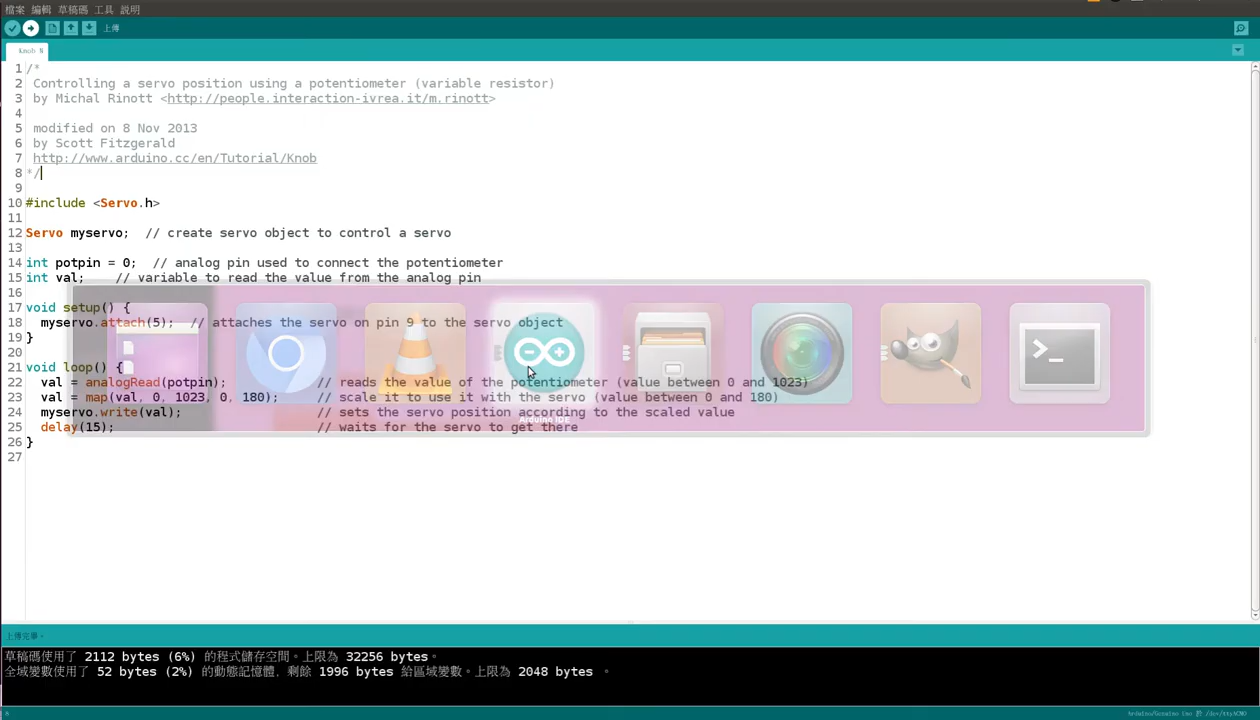 檔案 編輯 草稿碼 工具 說明
上傳
Knob §
1 /*
2 Controlling a servo position using a potentiometer (variable resistor)
3 by Michal Rinott <http://people.interaction-ivrea.it/m.rinott>
4
5 modified on 8 Nov 2013
6 by Scott Fitzgerald
7 http://www.arduino.cc/en/Tutorial/Knob
8 */
9
10 #include <Servo.h>
11
12 Servo myservo;  // create servo object to control a servo
13
14 int potpin = 0;  // analog pin used to connect the potentiometer
15 int val;    // variable to read the value from the analog pin
16
17 void setup() {
18   myservo.attach(5);  // attaches the servo on pin 9 to the servo object
19 }
20
21 void loop() {
22   val = analogRead(potpin);            // reads the value of the potentiometer (value between 0 and 1023)
23   val = map(val, 0, 1023, 0, 180);     // scale it to use it with the servo (value between 0 and 180)
24   myservo.write(val);                  // sets the servo position according to the scaled value
25   delay(15);                           // waits for the servo to get there
26 }
27
Arduino IDE
上傳完畢。
草稿碼使用了 2112 bytes (6%) 的程式儲存空間。上限為 32256 bytes。
全域變數使用了 52 bytes (2%) 的動態記憶體，剩餘 1996 bytes 給區域變數。上限為 2048 bytes 。
8
Arduino/Genuino Uno 於 /dev/ttyACM0